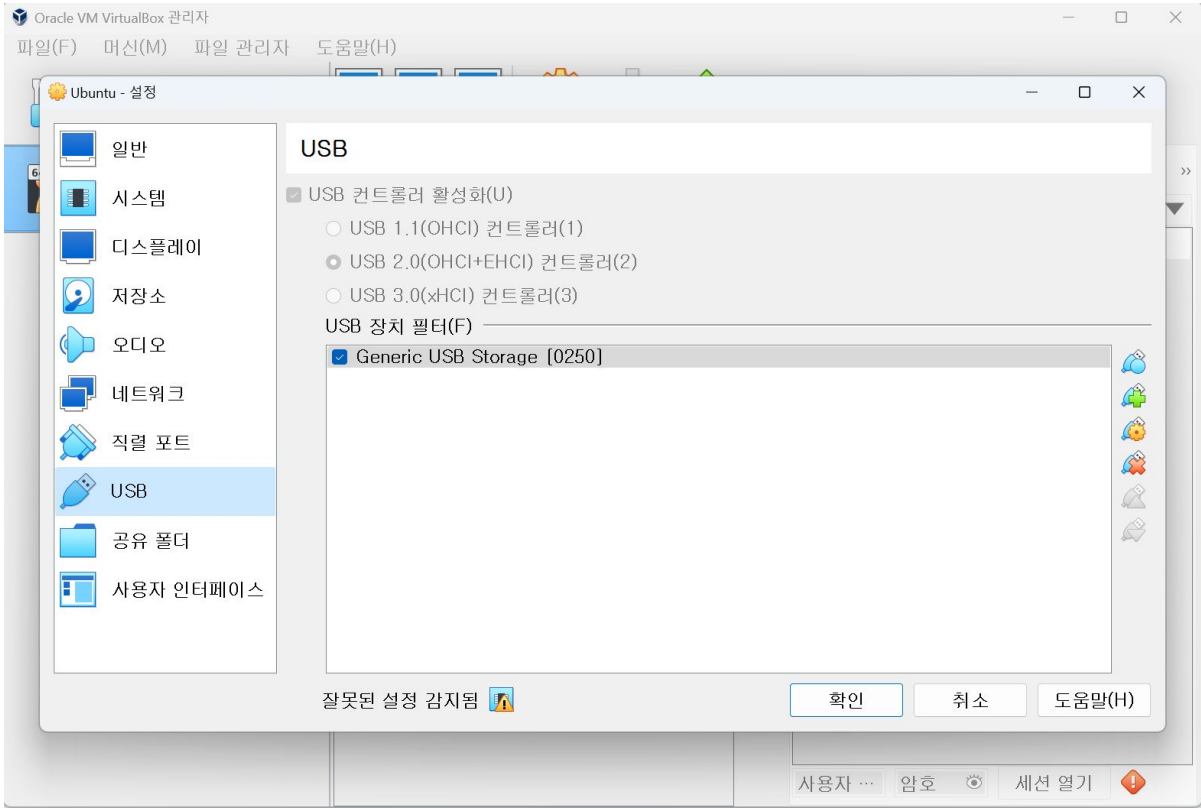 Oracle VM VirtualBox 관리자
파일(F) 머신(M) 파일 관리자 도움말(H)
Ubuntu - 설정
일반
시스템
디스플레이
저장소
오디오
네트워크
직렬 포트
USB
공유 폴더
사용자 인터페이스
USB
USB 컨트롤러 활성화(U)
USB 1.1(OHCI) 컨트롤러(1)
USB 2.0(OHCI+EHCI) 컨트롤러(2)
USB 3.0(xHCI) 컨트롤러(3)
USB 장치 필터(F)
Generic USB Storage [0250]
잘못된 설정 감지됨
확인 취소 도움말(H)
사용자 ... 암호 세션 열기